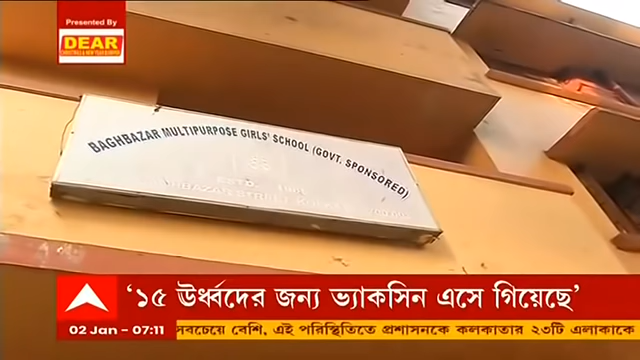 Presented By
DEAR
BAGHBAZAR MULTIPURPOSE GIRLS' SCHOOL (GOVT. SPONSORED)
'১৫ ঊর্ধ্বদের জন্য ভ্যাকসিন এসে গিয়েছে'
02 Jan 07:11
সবচেয়ে বেশি, এই পরিস্থিতিতে প্রশাসনকে কলকাতার ২৩টি এলাকাকে